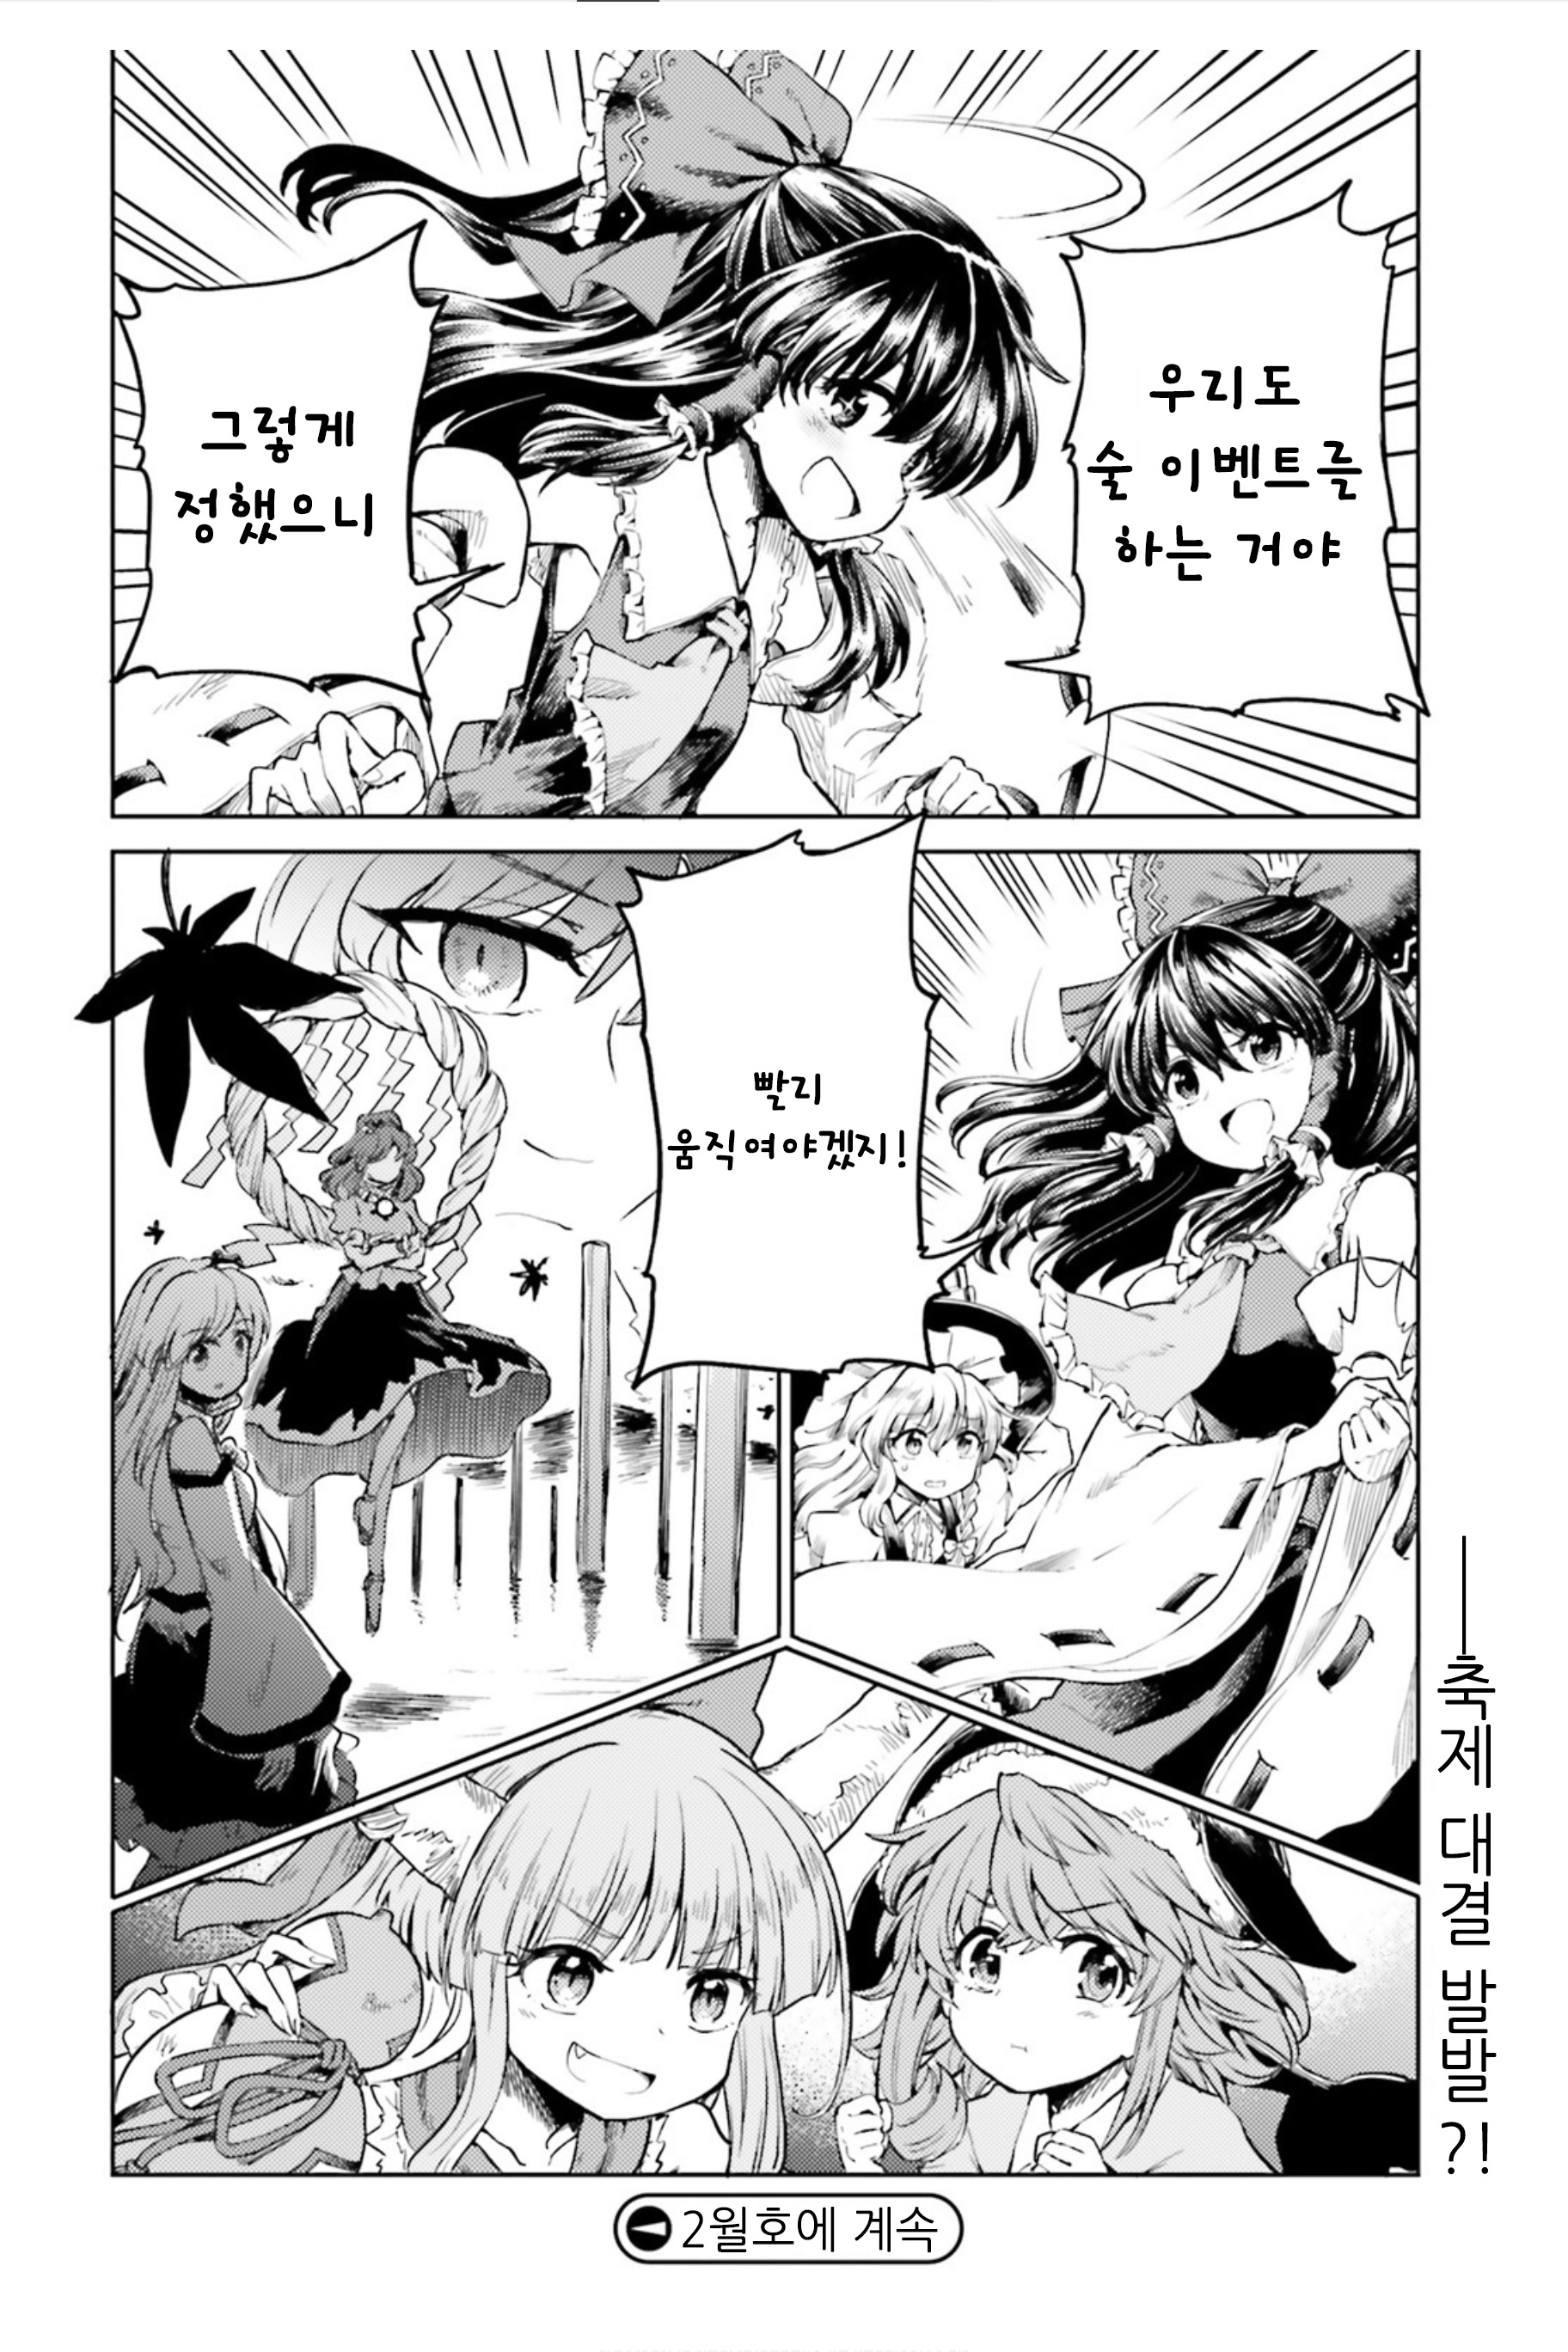 우리도
술 이벤트를
하는 거야
그렇게
정했으니
빨리
움직여야겠지!
──축제 대결 발발?!
2월호에 계속